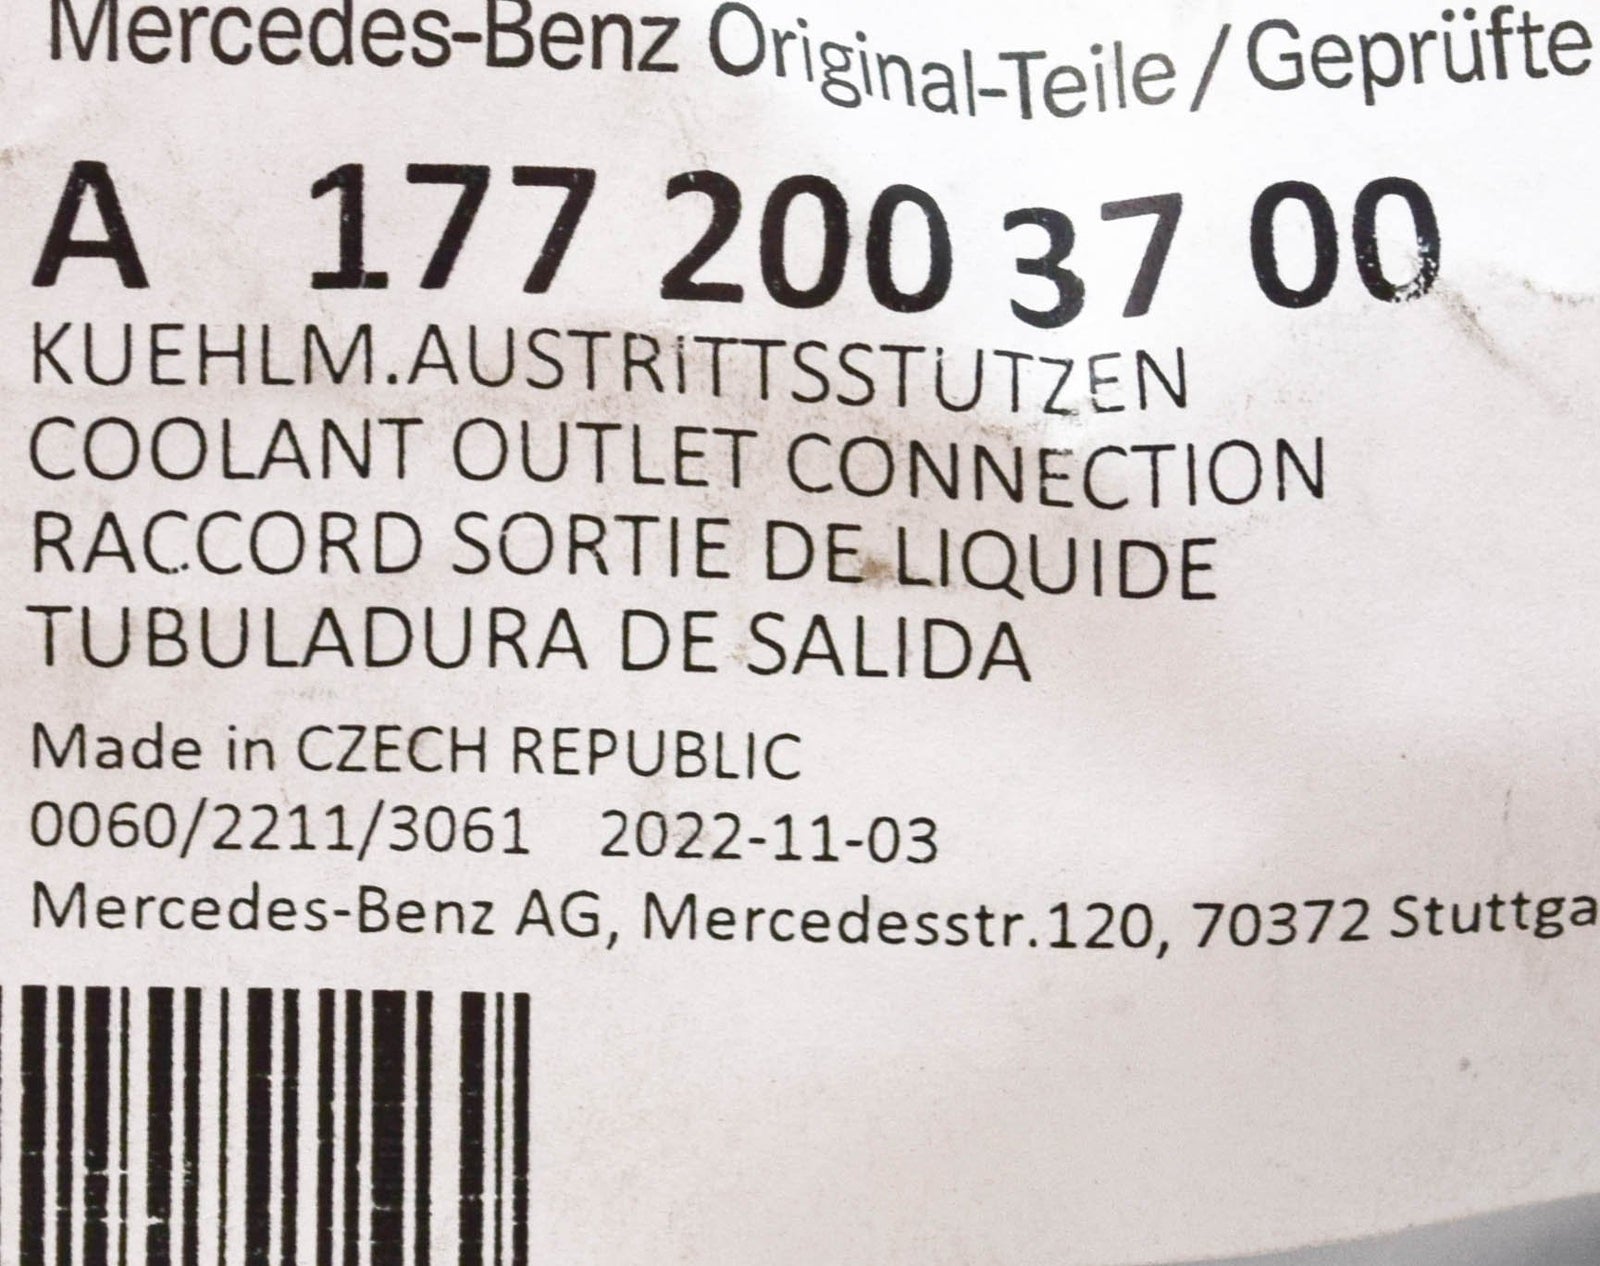 Mercedes-Benz Original-Teile / Geprüfte
A 177 200 37 00
KUEHLM.AUSTRITTSSTUTZEN
COOLANT OUTLET CONNECTION
RACCORD SORTIE DE LIQUIDE
TUBULADURA DE SALIDA
Made in CZECH REPUBLIC
0060/2211/3061 2022-11-03
Mercedes-Benz AG, Mercedesstr.120, 70372 Stuttga